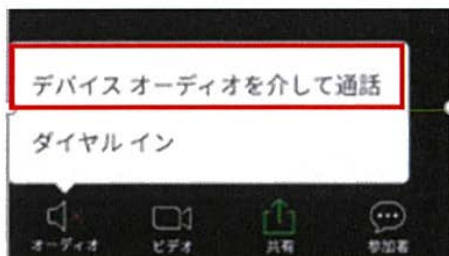 デバイス オーディオを介して通話
ダイヤル イン
オーディオ
ビデオ
共有
参加者